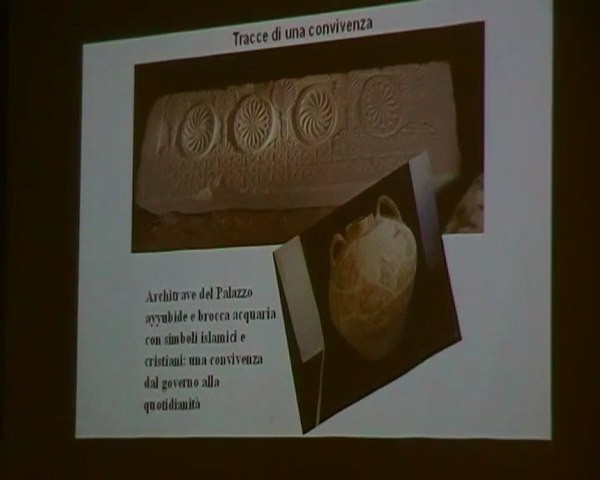 Tracce di una convivenza
Architrave del Palazzo
ayyubide e brocca acquaria
con simboli islamici e
cristiani: una convivenza
dal governo alla
quotidianità